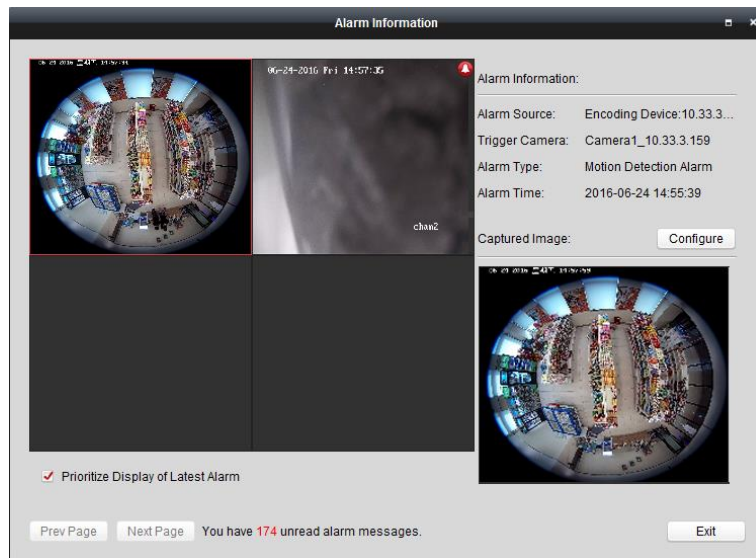 Alarm Information
06-24-2016 Fri 14:57:35
chan2
Alarm Information:
Alarm Source: Encoding Device:10.33.3...
Trigger Camera: Camera1_10.33.3.159
Alarm Type: Motion Detection Alarm
Alarm Time: 2016-06-24 14:55:39
Captured Image: Configure
Prioritize Display of Latest Alarm
Prev Page Next Page You have 174 unread alarm messages. Exit